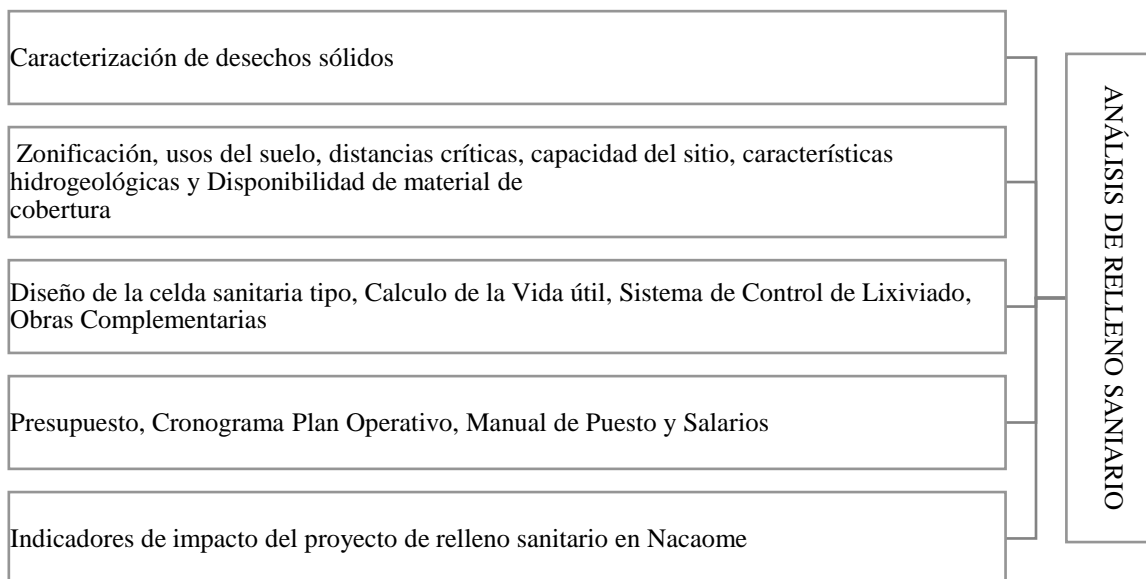 Caracterización de desechos sólidos
Zonificación, usos del suelo, distancias críticas, capacidad del sitio, características
hidrogeológicas y Disponibilidad de material de
cobertura
Diseño de la celda sanitaria tipo, Calculo de la Vida útil, Sistema de Control de Lixiviado,
Obras Complementarias
Presupuesto, Cronograma Plan Operativo, Manual de Puesto y Salarios
Indicadores de impacto del proyecto de relleno sanitario en Nacaome
ANÁLISIS DE RELLENO SANIARIO